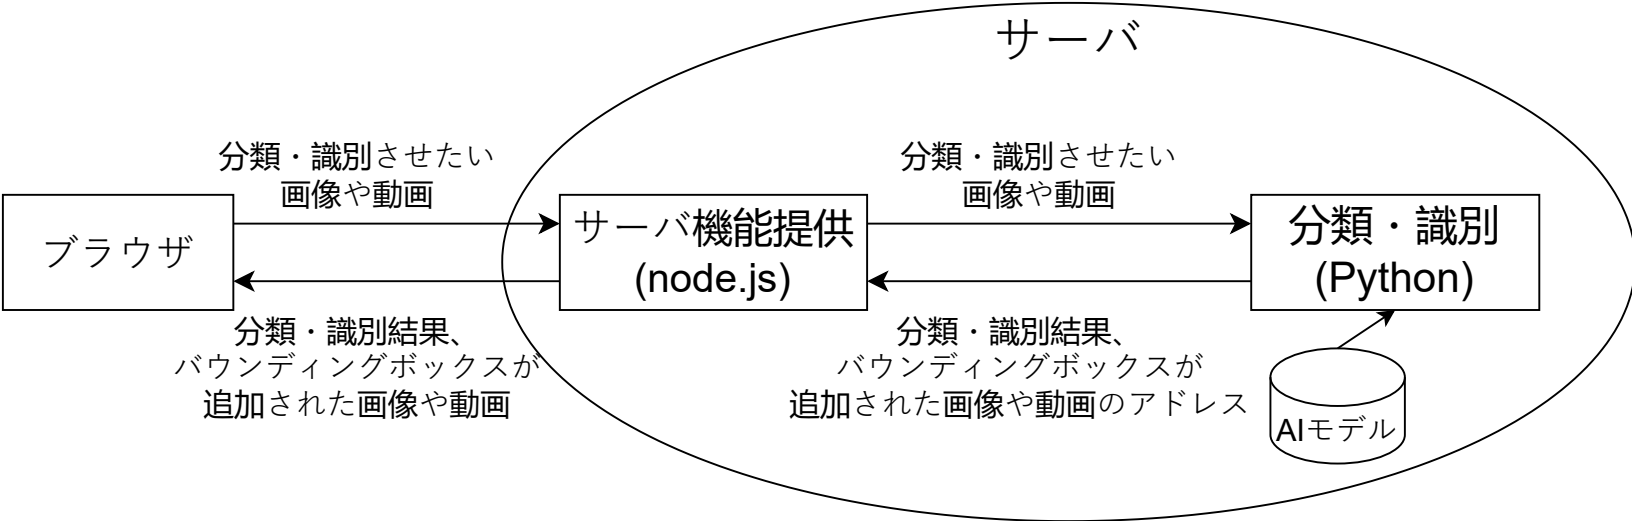 サーバ
分類・識別させたい
画像や動画
分類・識別させたい
画像や動画
ブラウザ
サーバ機能提供
(node.js)
分類・識別
(Python)
分類・識別結果、
バウンディングボックスが
追加された画像や動画
分類・識別結果、
バウンディングボックスが
追加された画像や動画のアドレス
AIモデル